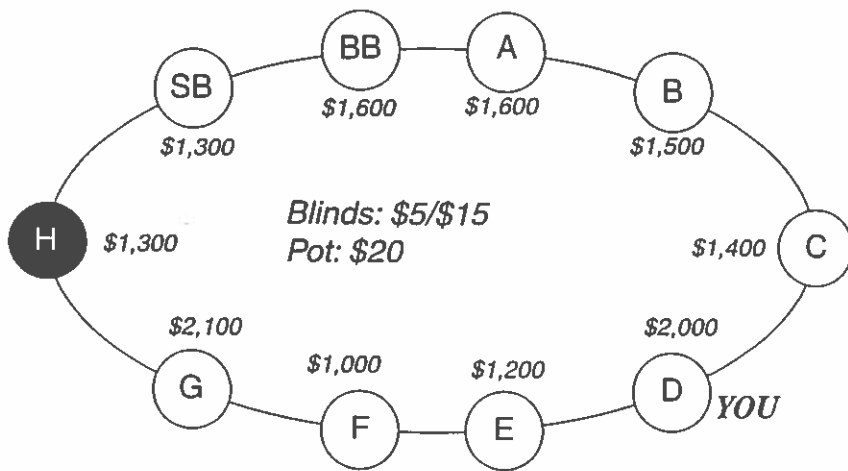 BB
A
SB
B
$1,600
$1,600
$1,300
$1,500
Blinds: $5/$15
H
$1,300
$1,400
C
Pot: $20
$2,100
$2,000
$1,000
$1,200
G
D
YOU
F
E